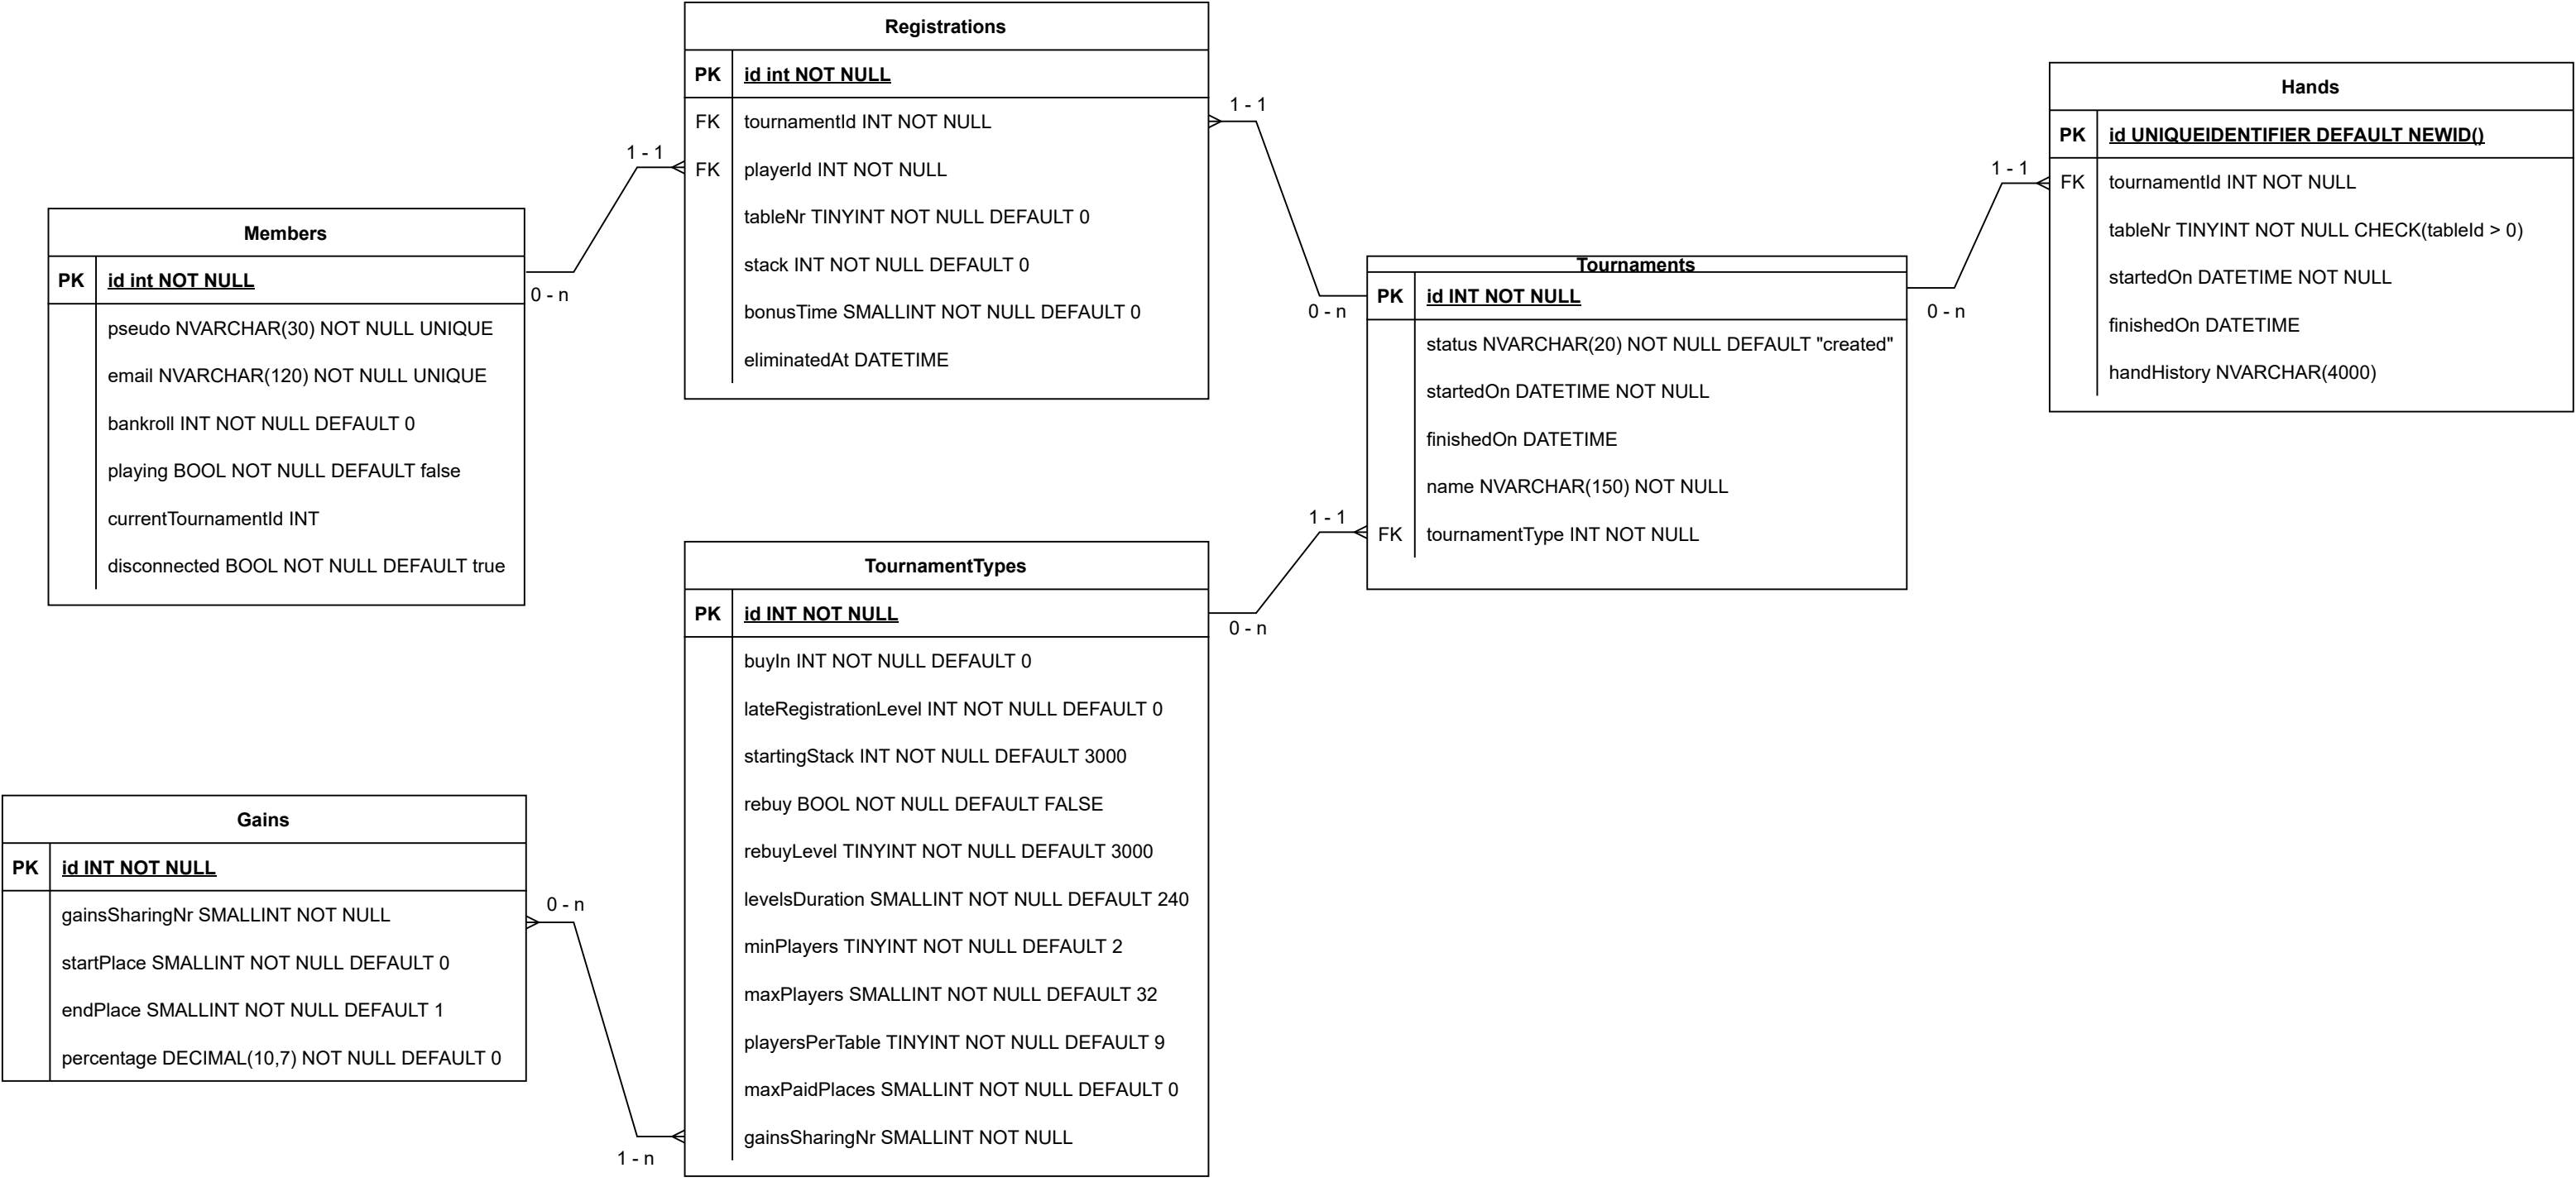 Registrations
PK id int NOT NULL
FK tournamentId INT NOT NULL
FK playerId INT NOT NULL
tableNr TINYINT NOT NULL DEFAULT 0
stack INT NOT NULL DEFAULT 0
bonusTime SMALLINT NOT NULL DEFAULT 0
eliminatedAt DATETIME
1 - 1
1 - 1
Hands
PK id UNIQUEIDENTIFIER DEFAULT NEWID()
FK tournamentId INT NOT NULL
tableNr TINYINT NOT NULL CHECK(tableId > 0)
startedOn DATETIME NOT NULL
finishedOn DATETIME
handHistory NVARCHAR(4000)
1 - 1
0 - n
Members
PK id int NOT NULL
pseudo NVARCHAR(30) NOT NULL UNIQUE
email NVARCHAR(120) NOT NULL UNIQUE
bankroll INT NOT NULL DEFAULT 0
playing BOOL NOT NULL DEFAULT false
currentTournamentId INT
disconnected BOOL NOT NULL DEFAULT true
0 - n
0 - n
Tournaments
PK id INT NOT NULL
status NVARCHAR(20) NOT NULL DEFAULT "created"
startedOn DATETIME NOT NULL
finishedOn DATETIME
name NVARCHAR(150) NOT NULL
FK tournamentType INT NOT NULL
1 - 1
0 - n
TournamentTypes
PK id INT NOT NULL
buyIn INT NOT NULL DEFAULT 0
lateRegistrationLevel INT NOT NULL DEFAULT 0
startingStack INT NOT NULL DEFAULT 3000
rebuy BOOL NOT NULL DEFAULT FALSE
rebuyLevel TINYINT NOT NULL DEFAULT 3000
levelsDuration SMALLINT NOT NULL DEFAULT 240
minPlayers TINYINT NOT NULL DEFAULT 2
maxPlayers SMALLINT NOT NULL DEFAULT 32
playersPerTable TINYINT NOT NULL DEFAULT 9
maxPaidPlaces SMALLINT NOT NULL DEFAULT 0
gainsSharingNr SMALLINT NOT NULL
Gains
PK id INT NOT NULL
gainsSharingNr SMALLINT NOT NULL
startPlace SMALLINT NOT NULL DEFAULT 0
endPlace SMALLINT NOT NULL DEFAULT 1
percentage DECIMAL(10,7) NOT NULL DEFAULT 0
0 - n
1 - n